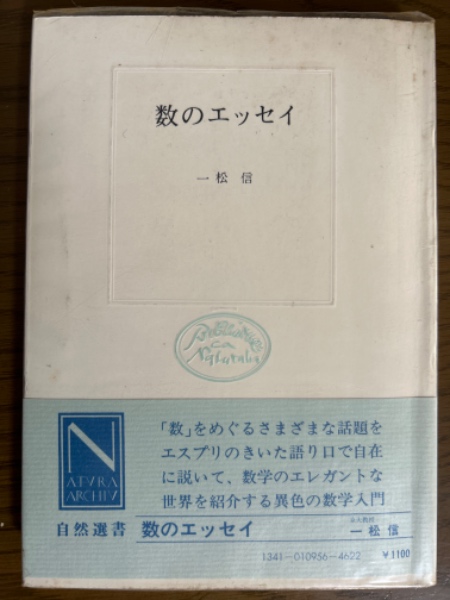 数のエッセイ
一松 信
N
ATVRA
ARCHIV
「数」をめぐるさまざまな話題を
エスプリのきいた語り口で自在
に説いて、数学のエレガントな
世界を紹介する異色の数学入門
自然選書 数のエッセイ 一松 信
1341-010956-4622 ¥1100